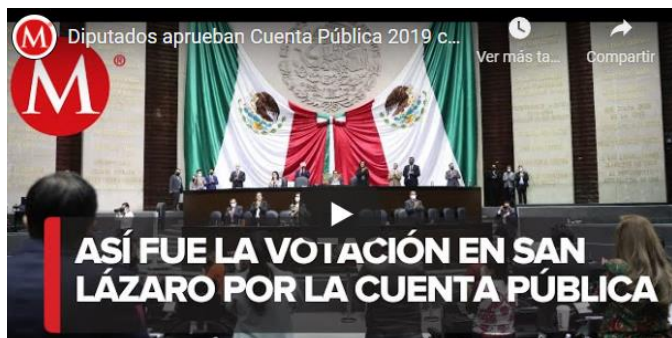 M Diputados aprueban Cuenta Pública 2019 c...
Ver más ta...
Compartir
M®
ASÍ FUE LA VOTACIÓN EN SAN
LÁZARO POR LA CUENTA PÚBLICA